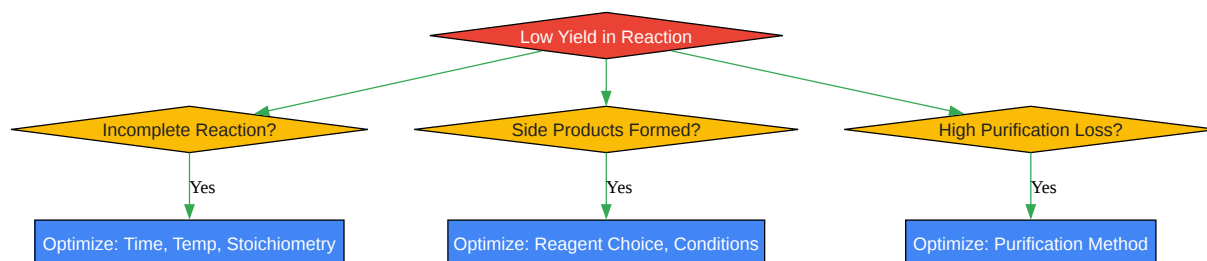 Low Yield in Reaction
Incomplete Reaction?
Side Products Formed?
High Purification Loss?
Yes
Yes
Yes
Optimize: Time, Temp, Stoichiometry
Optimize: Reagent Choice, Conditions
Optimize: Purification Method